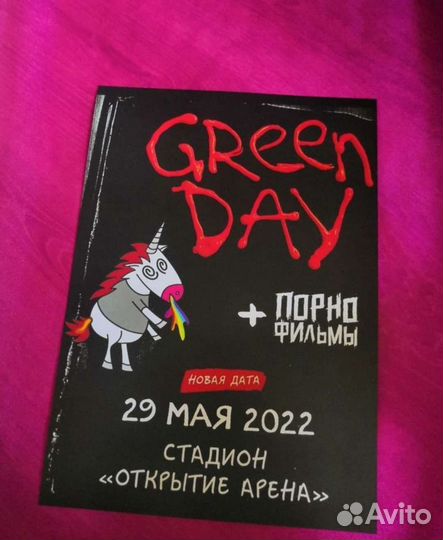 GREEN
DAY
+ ПОРНО
ФИЛЬМЫ
НОВАЯ ДАТА
29 МАЯ 2022
СТАДИОН
«ОТКРЫТИЕ АРЕНА»
Avito